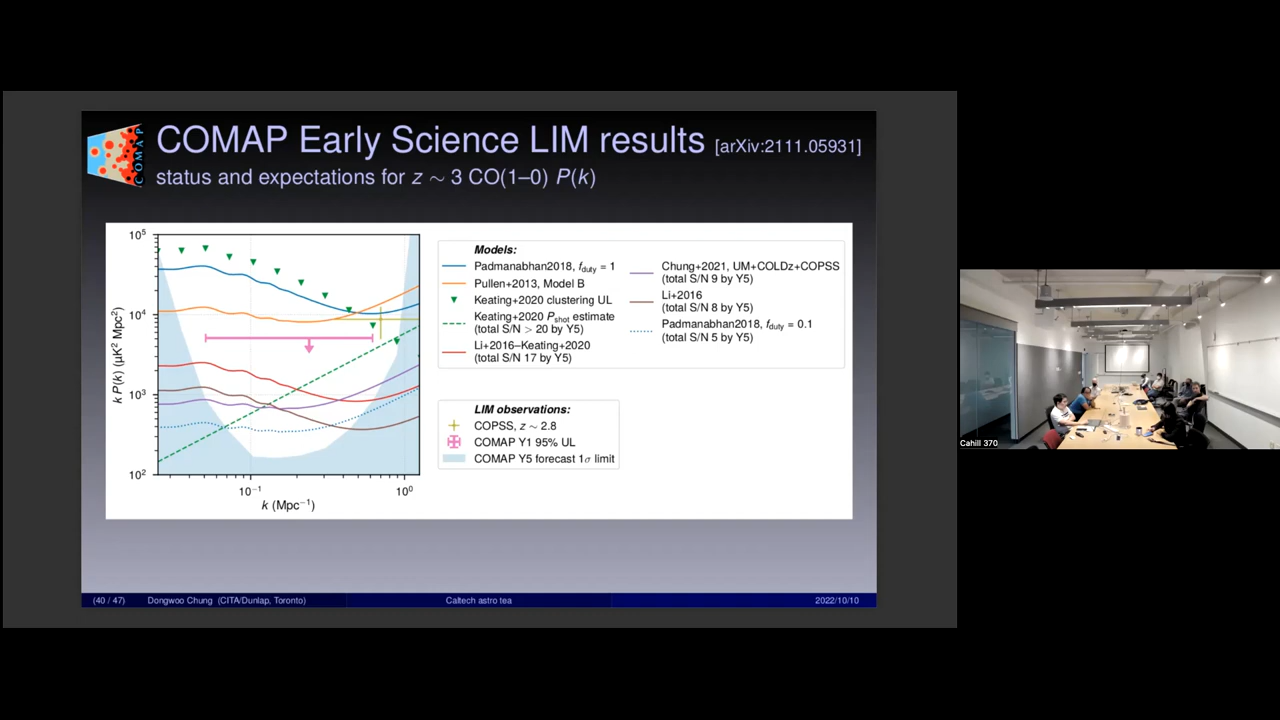 COMAP
COMAP Early Science LIM results [arXiv:2111.05931]
status and expectations for z ∼ 3 CO(1–0) P(k)
10⁵
10⁴
10³
10²
k P(k) (μK² Mpc²)
10⁻¹
10⁰
k (Mpc⁻¹)
Models:
Padmanabhan2018, f_duty = 1
Pullen+2013, Model B
Keating+2020 clustering UL
Keating+2020 P_shot estimate
(total S/N > 20 by Y5)
Li+2016–Keating+2020
(total S/N 17 by Y5)
Chung+2021, UM+COLDz+COPSS
(total S/N 9 by Y5)
Li+2016
(total S/N 8 by Y5)
Padmanabhan2018, f_duty = 0.1
(total S/N 5 by Y5)
LIM observations:
COPSS, z ∼ 2.8
COMAP Y1 95% UL
COMAP Y5 forecast 1σ limit
(40 / 47) Dongwoo Chung (CITA/Dunlap, Toronto) Caltech astro tea 2022/10/10
Cahill 370